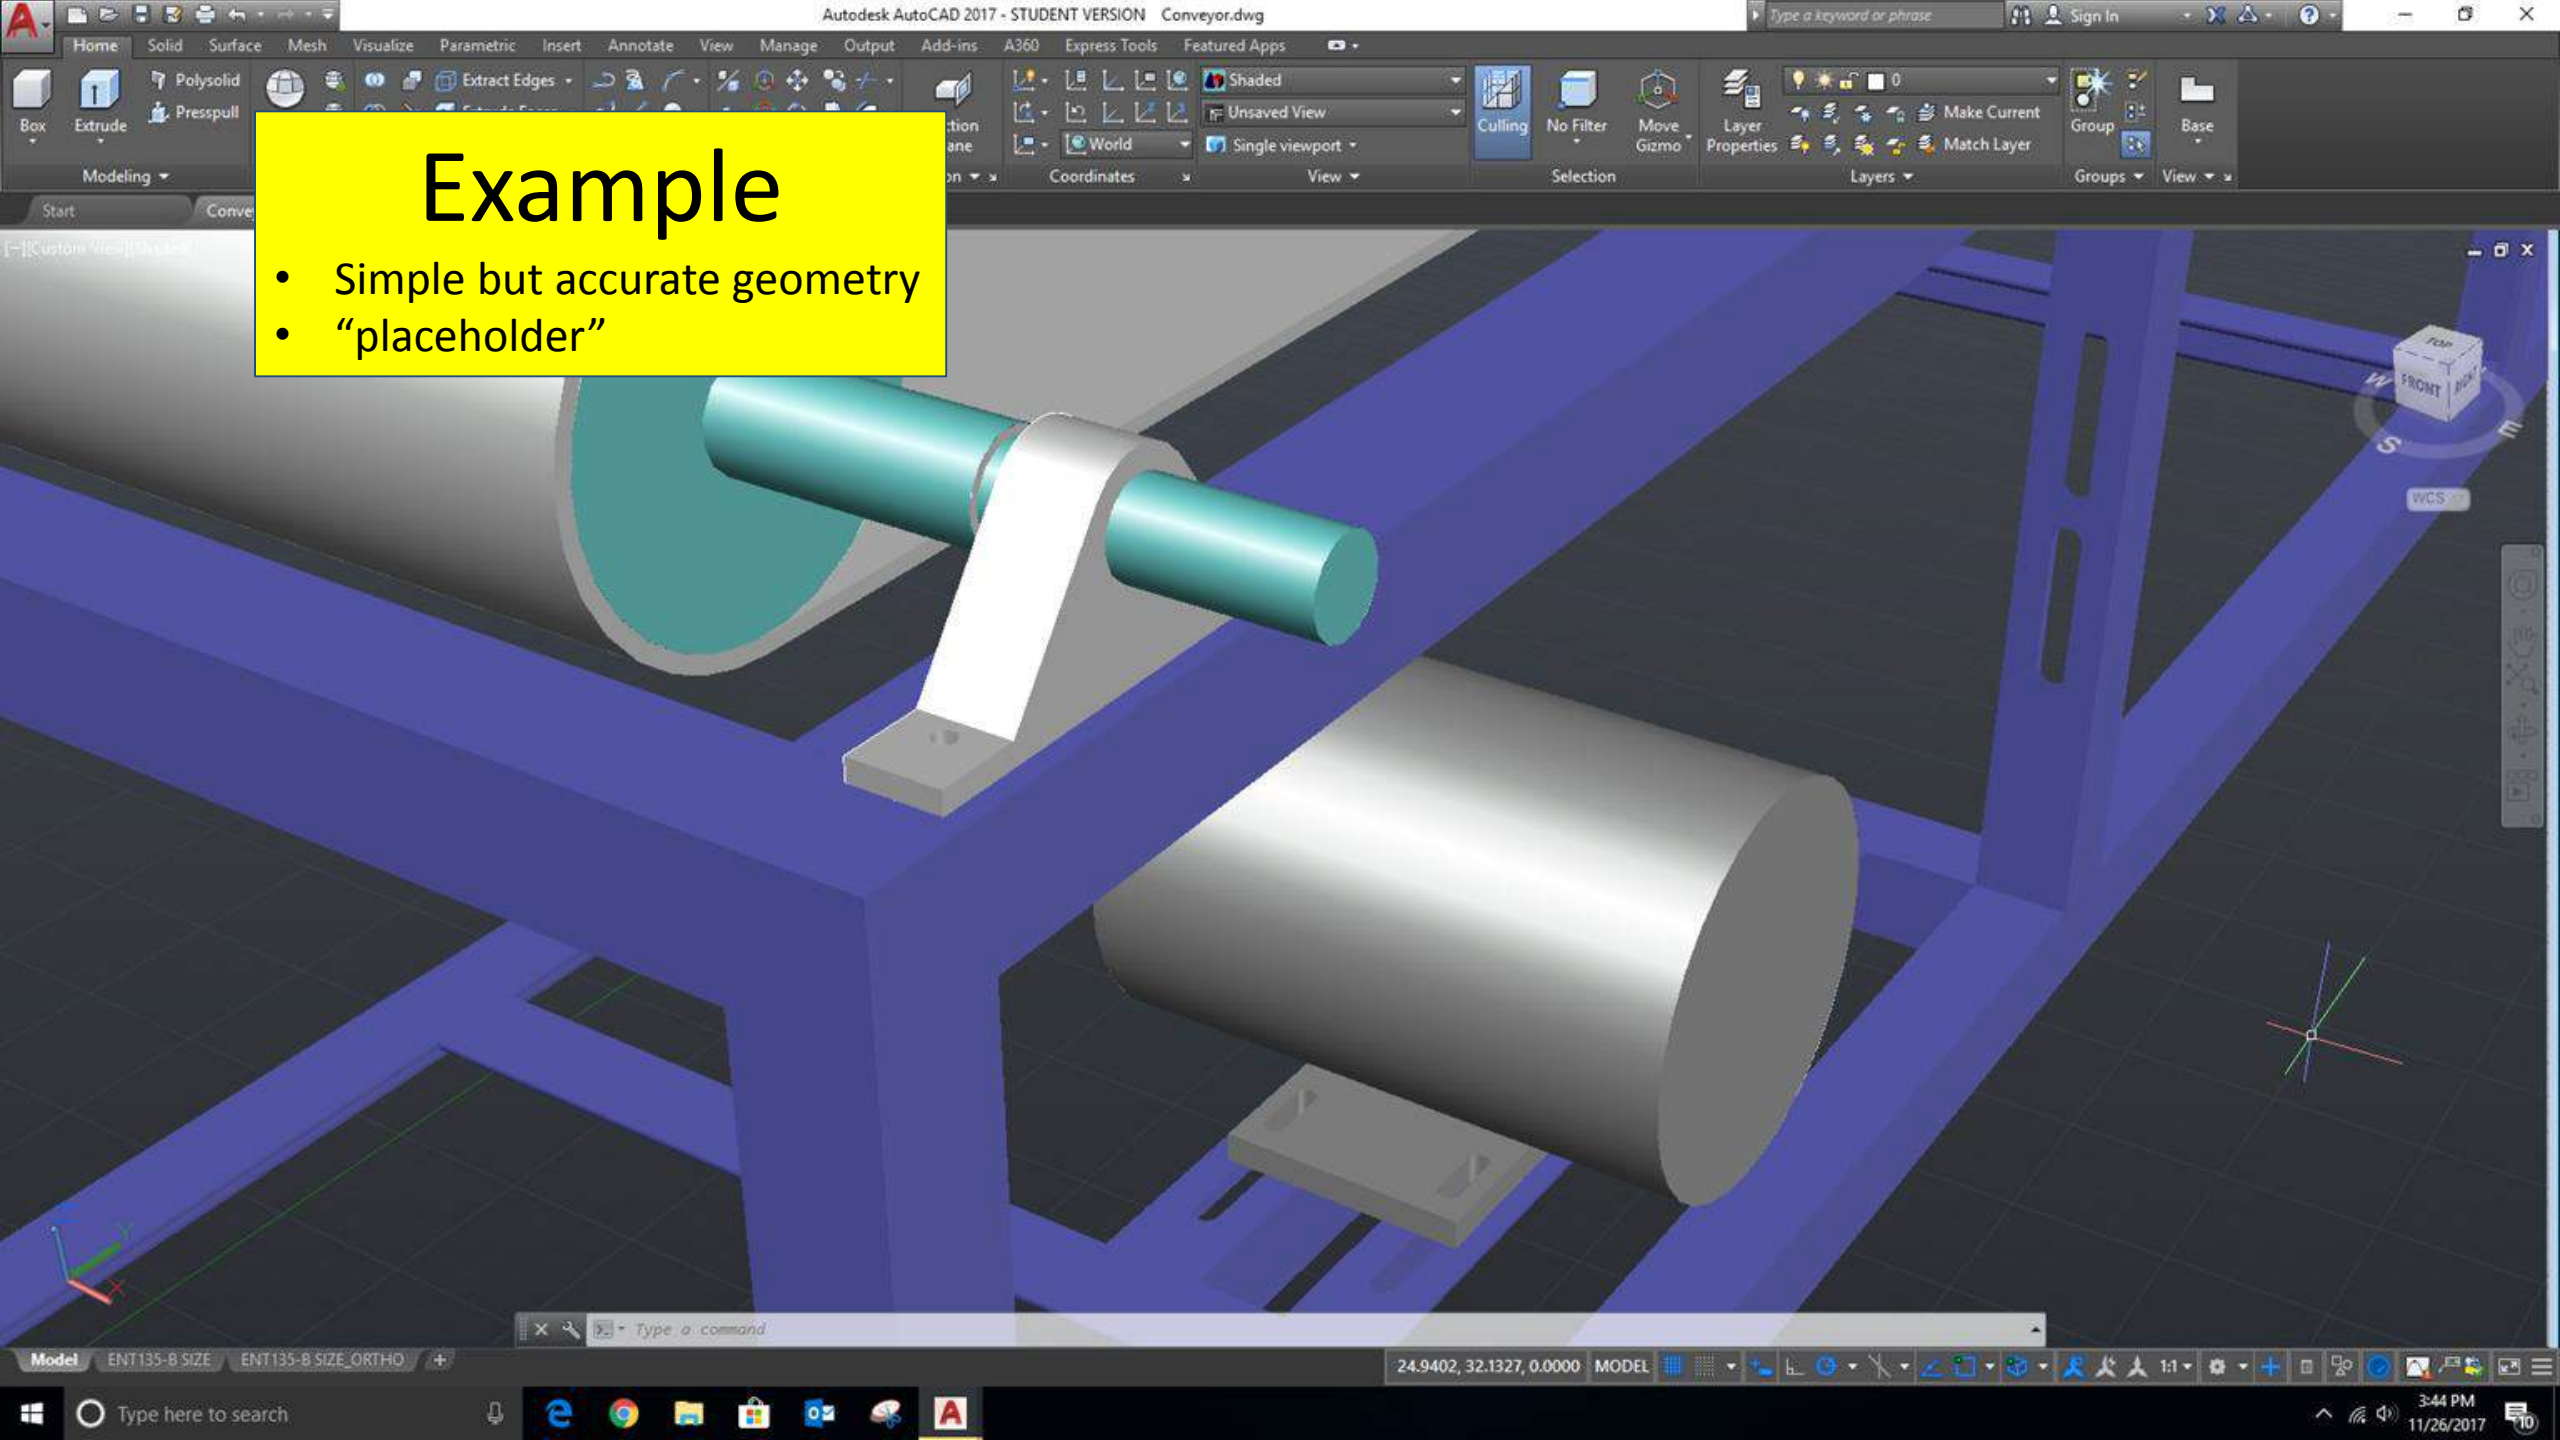 Autodesk AutoCAD 2017 - STUDENT VERSION Conveyor.dwg
Type a keyword or phrase
Sign In
Home Solid Surface Mesh Visualize Parametric Insert Annotate View Manage Output Add-ins A360 Express Tools Featured Apps
Box
Extrude
Polysolid
Presspull
Extract Edges
World
Shaded
Unsaved View
Single viewport
Culling
No Filter
Move
Gizmo
Layer
Properties
0
Make Current
Match Layer
Group
Base
Modeling
Coordinates
View
Selection
Layers
Groups
View
Start
Example
• Simple but accurate geometry
• “placeholder”
TOP
FRONT
W
S
E
WCS
Y
X
Type a command
Model ENT135-B SIZE ENT135-B SIZE_ORTHO +
24.9402, 32.1327, 0.0000 MODEL
1:1
Type here to search
3:44 PM
11/26/2017